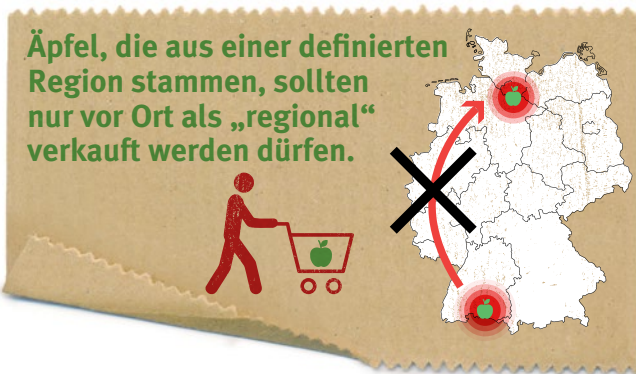 Äpfel, die aus einer definierten
Region stammen, sollten
nur vor Ort als „regional“
verkauft werden dürfen.